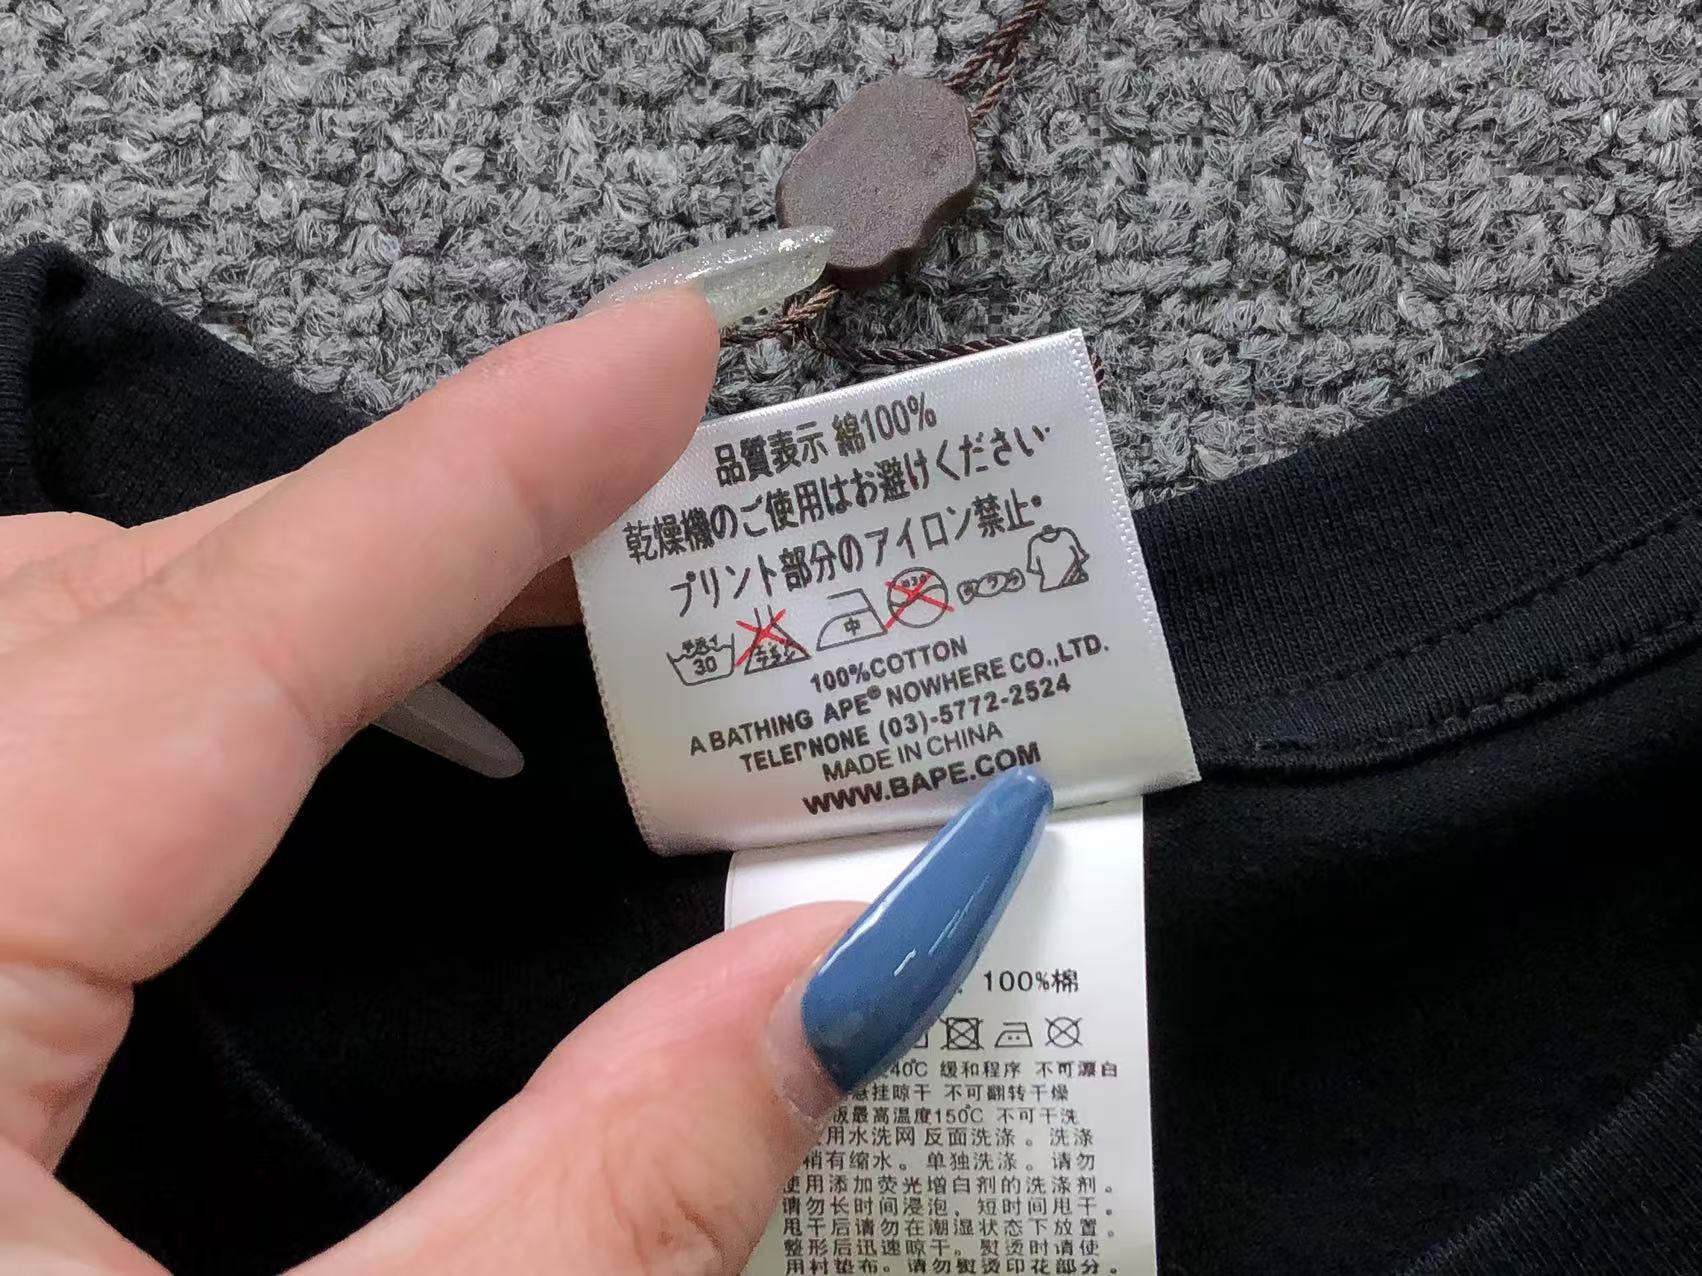 品質表示 綿100%
乾燥機のご使用はお避けください
プリント部分のアイロン禁止・
30
中
100%COTTON
A BATHING APE® NOWHERE CO.,LTD.
TELEPNONE (03)-5772-2524
MADE IN CHINA
WWW.BAPE.COM
100%棉
40℃ 缓和程序 不可漂白
悬挂晾干 不可翻转干燥
版最高温度150℃ 不可干洗
用水洗网反面洗涤。洗涤
稍有缩水。单独洗涤。请勿
使用添加荧光增白剂的洗涤剂。
请勿长时间浸泡，短时间甩干。
甩干后请勿在潮湿状态下放置。
整形后迅速晾干。熨烫时请使
用衬垫布。请勿熨烫印花部分。